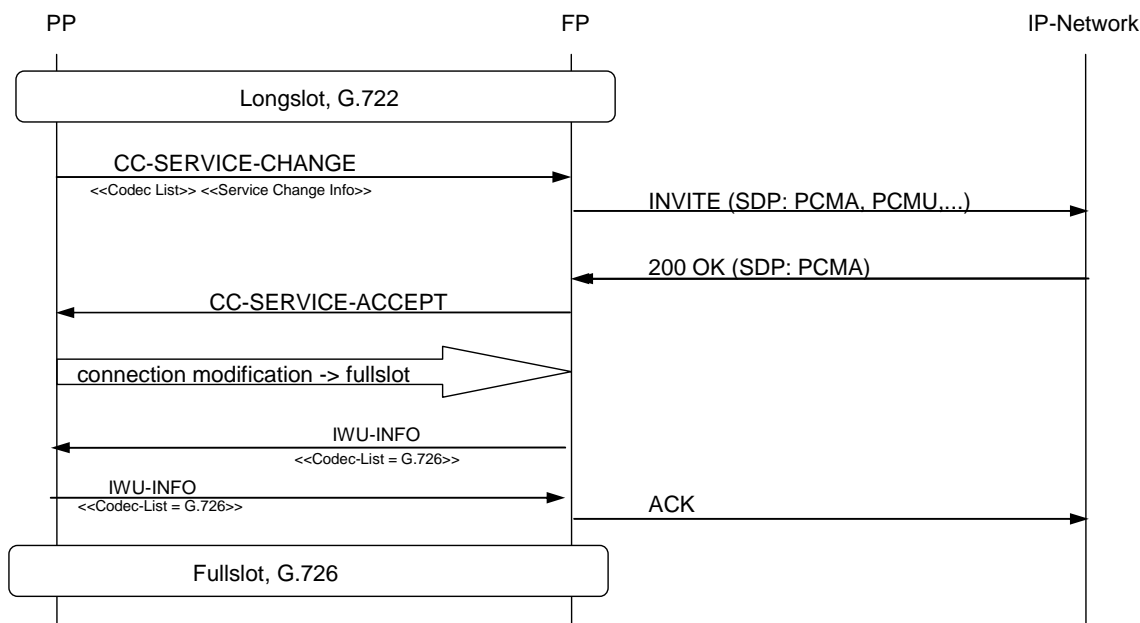 PP
FP
IP-Network
Longslot, G.722
CC-SERVICE-CHANGE
<<Codec List>> <<Service Change Info>>
INVITE (SDP: PCMA, PCMU,...)
200 OK (SDP: PCMA)
CC-SERVICE-ACCEPT
connection modification -> fullslot
IWU-INFO
<<Codec-List = G.726>>
IWU-INFO
<<Codec-List = G.726>>
ACK
Fullslot, G.726